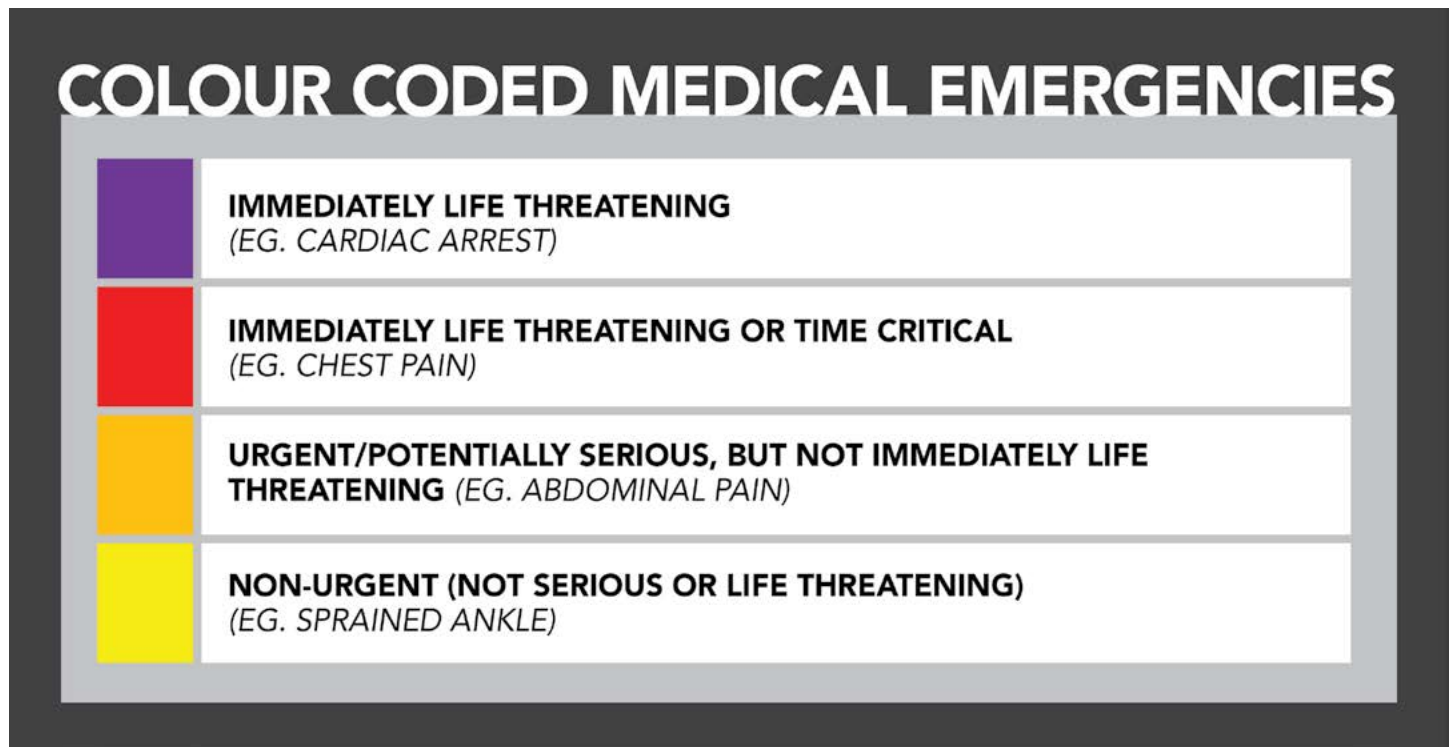 COLOUR CODED MEDICAL EMERGENCIES
IMMEDIATELY LIFE THREATENING
(EG. CARDIAC ARREST)
IMMEDIATELY LIFE THREATENING OR TIME CRITICAL
(EG. CHEST PAIN)
URGENT/POTENTIALLY SERIOUS, BUT NOT IMMEDIATELY LIFE
THREATENING (EG. ABDOMINAL PAIN)
NON-URGENT (NOT SERIOUS OR LIFE THREATENING)
(EG. SPRAINED ANKLE)